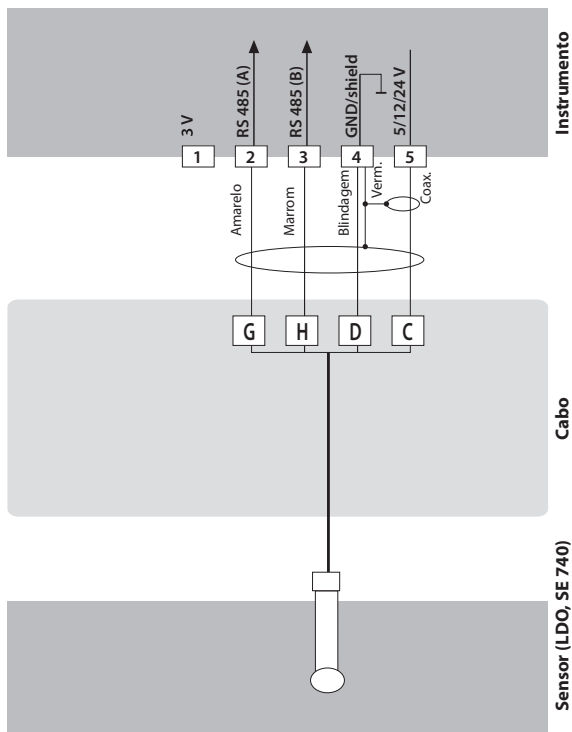 Instrumento
3 V
RS 485 (A)
RS 485 (B)
GND/shield
5/12/24 V
1
2
3
4
5
Amarelo
Marrom
Blindagem
Verm.
Coax.
G
H
D
C
Cabo
Sensor (LDO, SE 740)